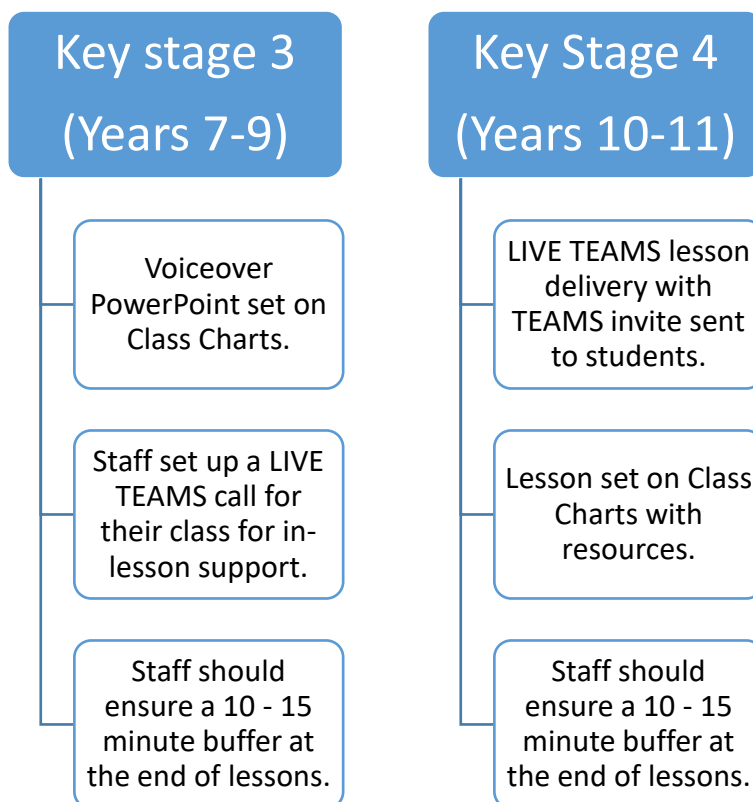 Key stage 3
(Years 7-9)
Voiceover
PowerPoint set on
Class Charts.
Staff set up a LIVE
TEAMS call for
their class for in-
lesson support.
Staff should
ensure a 10 - 15
minute buffer at
the end of lessons.
Key Stage 4
(Years 10-11)
LIVE TEAMS lesson
delivery with
TEAMS invite sent
to students.
Lesson set on Class
Charts with
resources.
Staff should
ensure a 10 - 15
minute buffer at
the end of lessons.